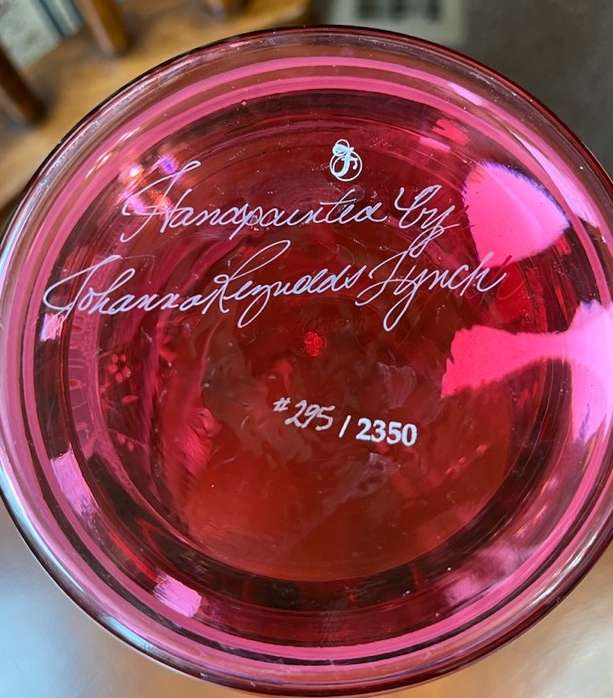 Handpainted by
Johanna Reynolds Lynch
#295 / 2350